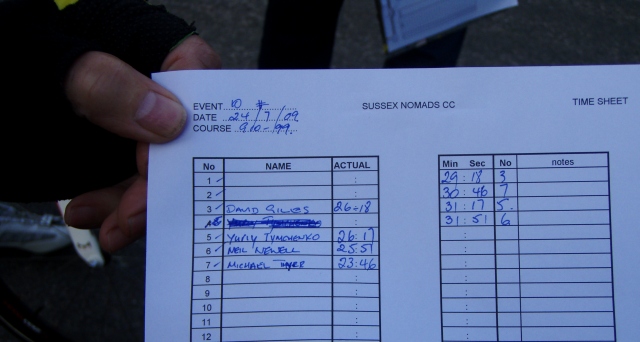 EVENT 10 #
SUSSEX NOMADS CC
TIME SHEET
DATE 24/7/09
COURSE G10-99
No NAME ACTUAL
1 ✓ :
2 ✓ :
3 ✓ DAVID GILES 26:18
5 ✓ YURIY TYMCHENKO 26:17
6 ✓ NEIL NEWELL 25:51
7 ✓ MICHAEL 23:46
8 :
9 :
10 :
11 :
12 :
Min Sec No notes
29:18 3
30:46 7
31:17 5
31:51 6